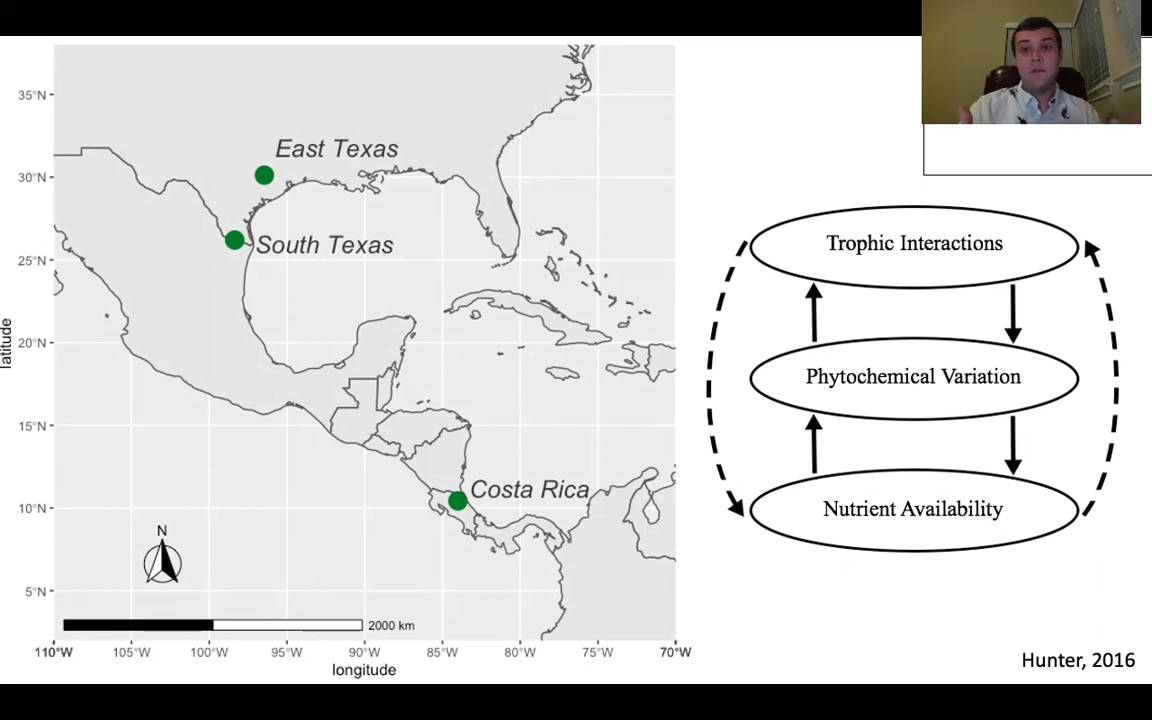 35°N
30°N
25°N
20°N
15°N
10°N
5°N
latitude
East Texas
South Texas
Costa Rica
N
2000 km
110°W
105°W
100°W
95°W
90°W
85°W
80°W
75°W
70°W
longitude
Trophic Interactions
Phytochemical Variation
Nutrient Availability
Hunter, 2016